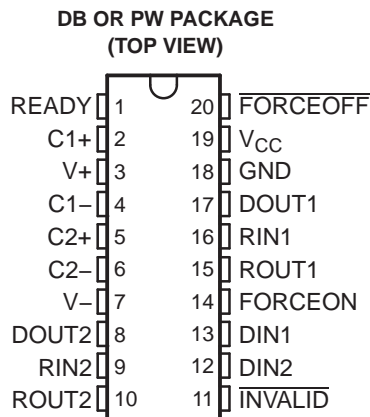 DB OR PW PACKAGE
(TOP VIEW)
READY 1 20 FORCEOFF
C1+ 2 19 VCC
V+ 3 18 GND
C1− 4 17 DOUT1
C2+ 5 16 RIN1
C2− 6 15 ROUT1
V− 7 14 FORCEON
DOUT2 8 13 DIN1
RIN2 9 12 DIN2
ROUT2 10 11 INVALID